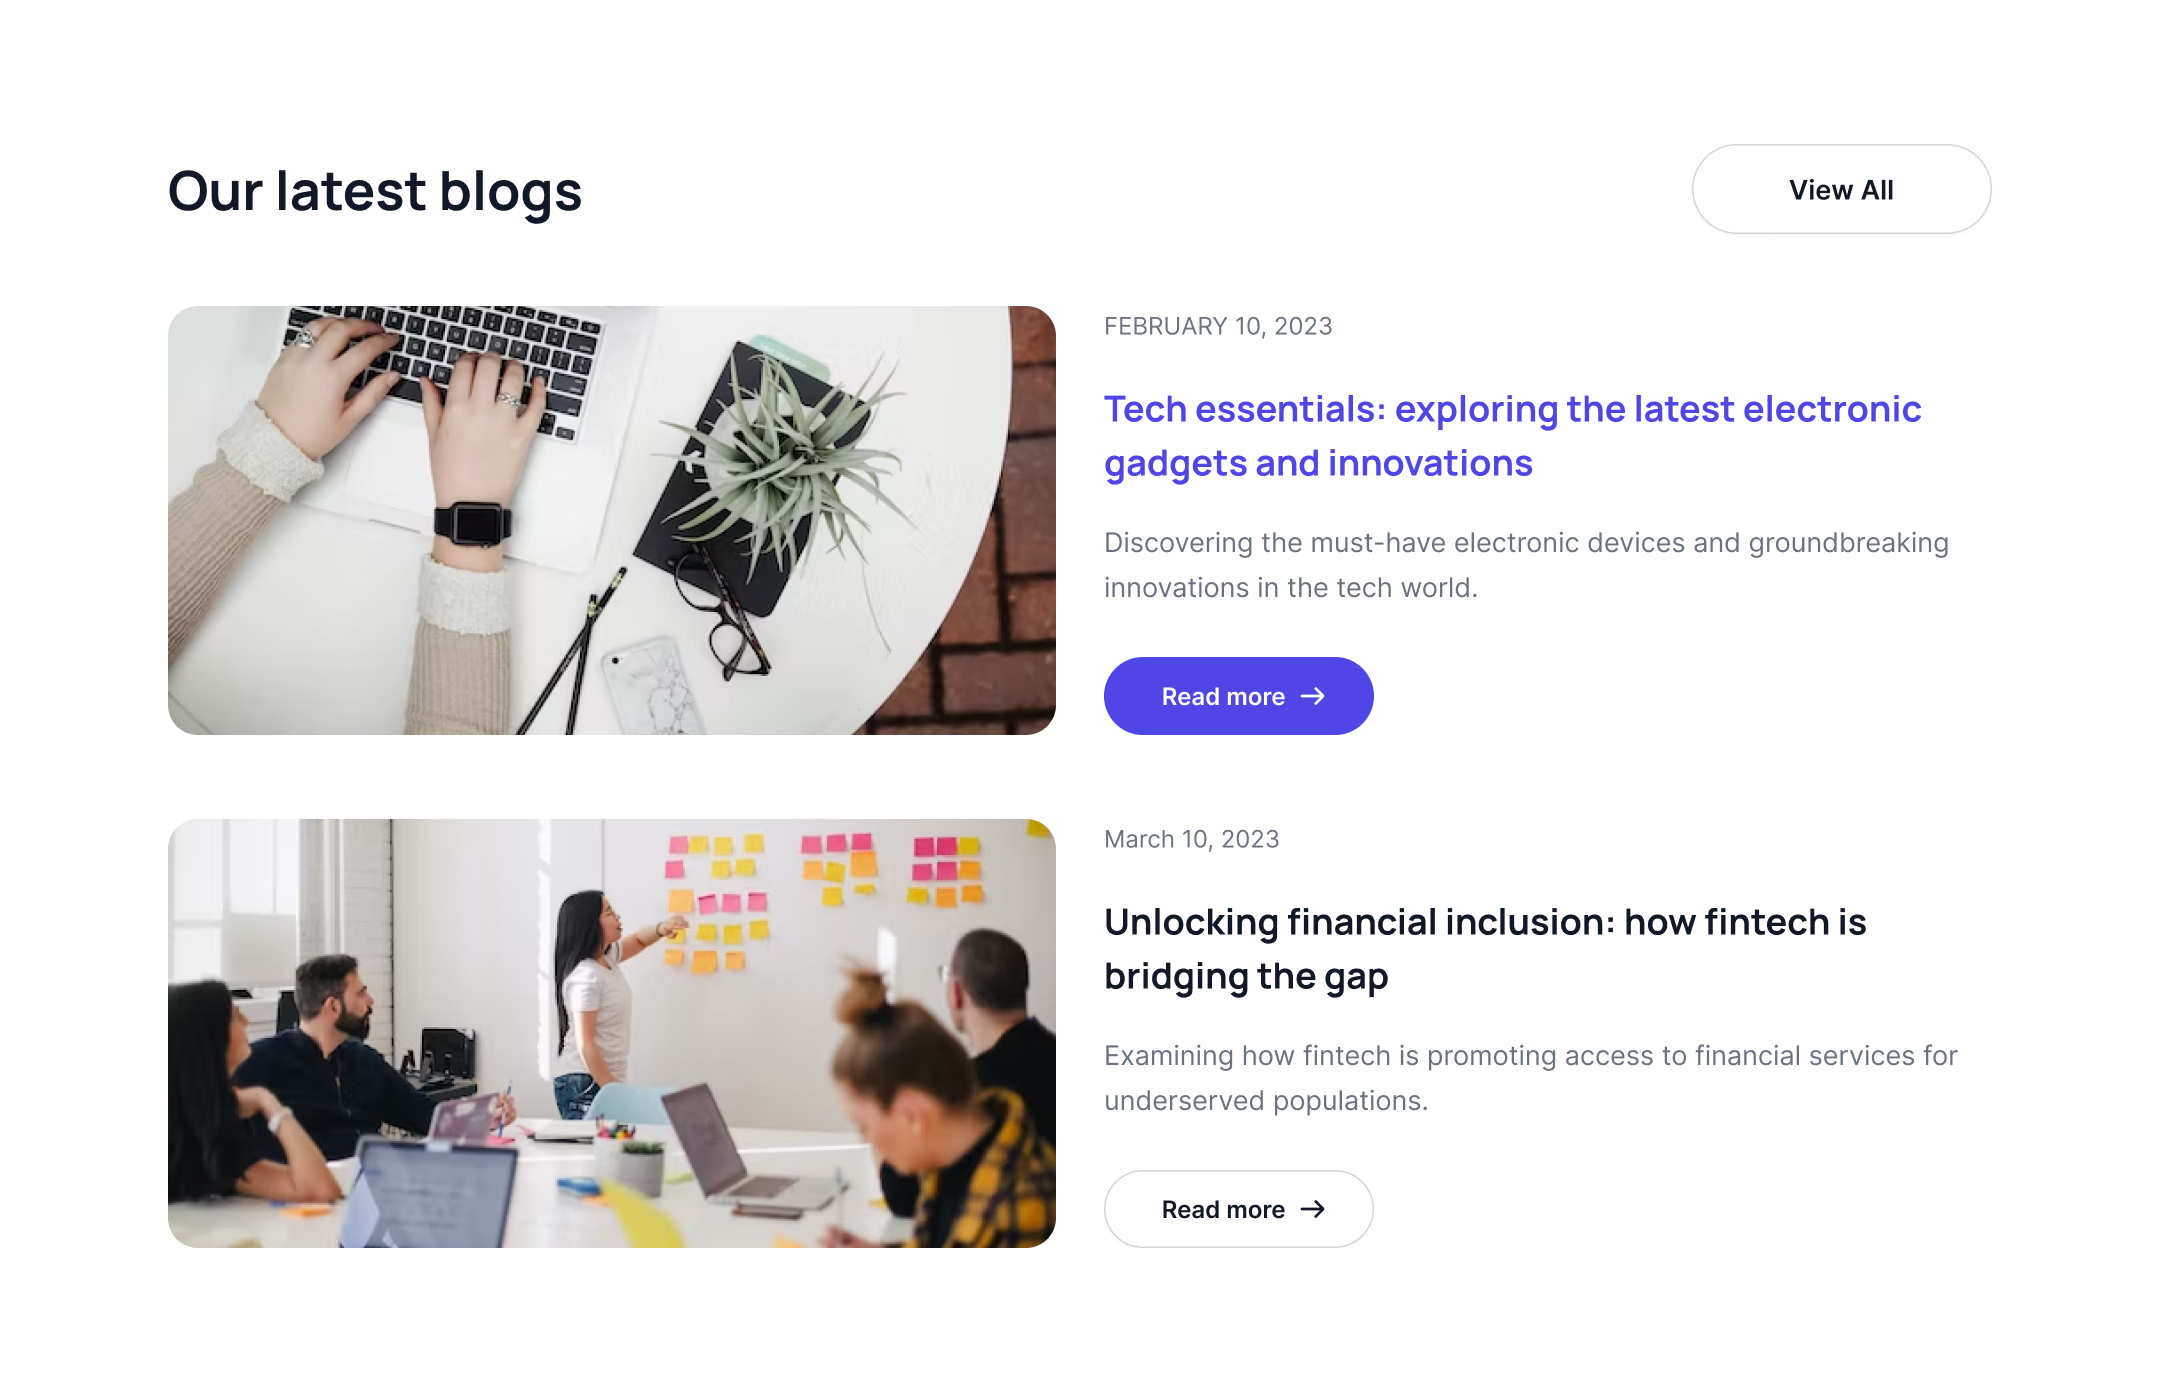 Our latest blogs
View All
FEBRUARY 10, 2023
Tech essentials: exploring the latest electronic
gadgets and innovations
Discovering the must-have electronic devices and groundbreaking
innovations in the tech world.
Read more
March 10, 2023
Unlocking financial inclusion: how fintech is
bridging the gap
Examining how fintech is promoting access to financial services for
underserved populations.
Read more